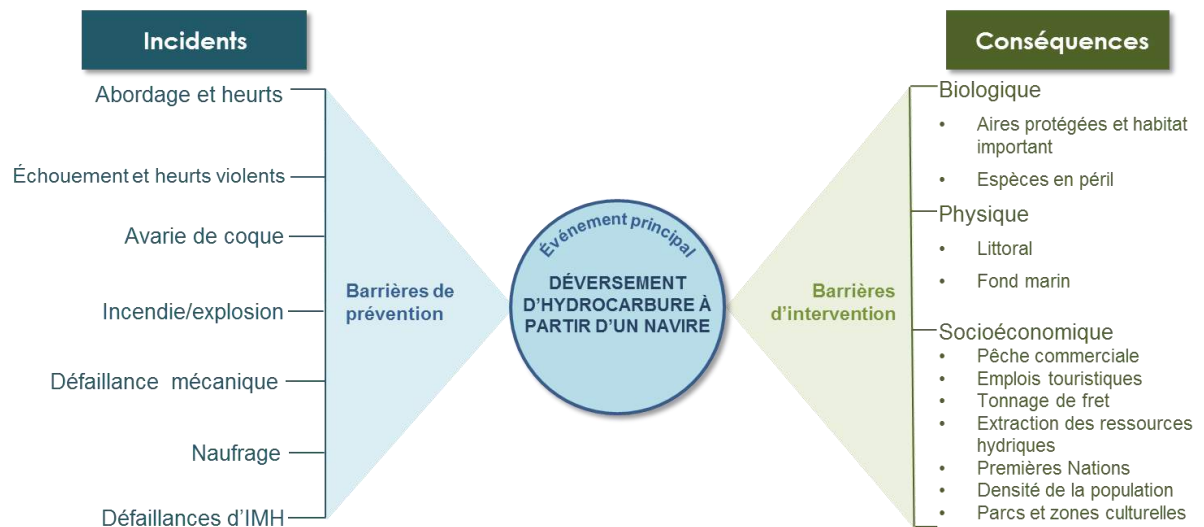 Incidents
Abordage et heurts
Échouement et heurts violents
Avarie de coque
Incendie/explosion
Défaillance mécanique
Naufrage
Défaillances d'IMH
Barrières de
prévention
Événement principal
DÉVERSEMENT
D'HYDROCARBURE À
PARTIR D'UN NAVIRE
Barrières
d'intervention
Conséquences
Biologique
• Aires protégées et habitat
important
• Espèces en péril
Physique
• Littoral
• Fond marin
Socioéconomique
• Pêche commerciale
• Emplois touristiques
• Tonnage de fret
• Extraction des ressources
hydriques
• Premières Nations
• Densité de la population
• Parcs et zones culturelles